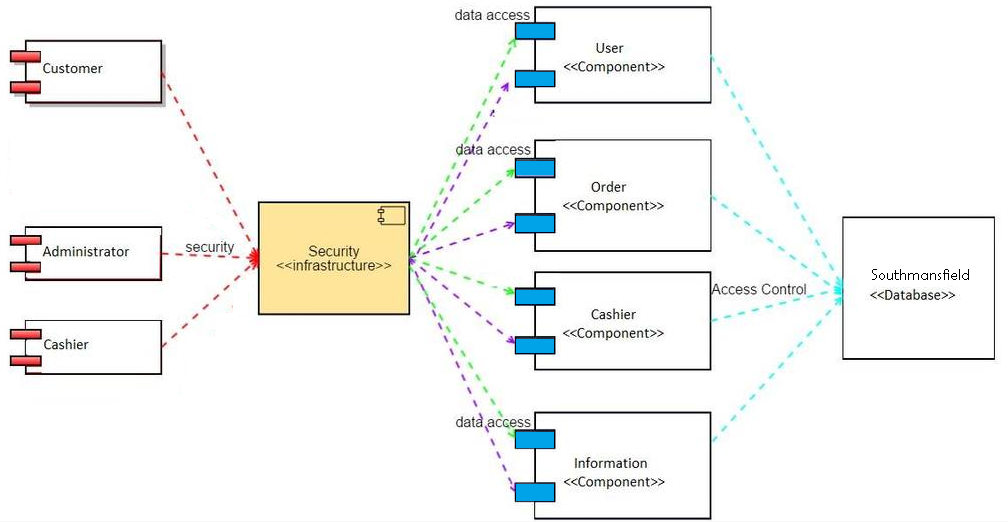 Customer
Administrator
Cashier
security
Security
<<infrastructure>>
data access
User
<<Component>>
data access
Order
<<Component>>
Cashier
<<Component>>
data access
Information
<<Component>>
Access Control
Southmansfield
<<Database>>